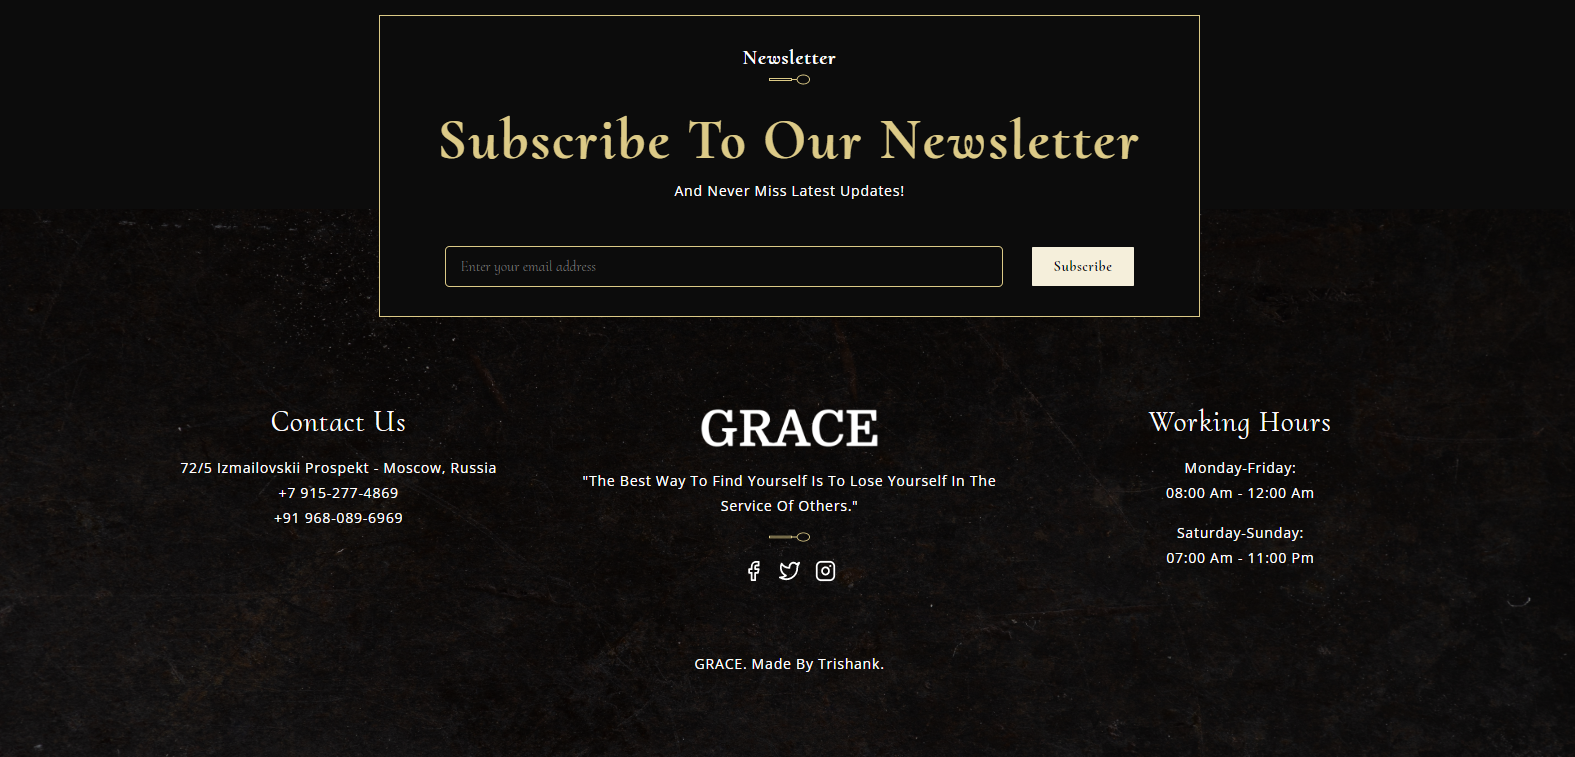 Newsletter
Subscribe To Our Newsletter
And Never Miss Latest Updates!
Enter your email address
Subscribe
Contact Us
72/5 Izmailovskii Prospekt - Moscow, Russia
+7 915-277-4869
+91 968-089-6969
GRACE
"The Best Way To Find Yourself Is To Lose Yourself In The
Service Of Others."
Working Hours
Monday-Friday:
08:00 Am - 12:00 Am
Saturday-Sunday:
07:00 Am - 11:00 Pm
GRACE. Made By Trishank.